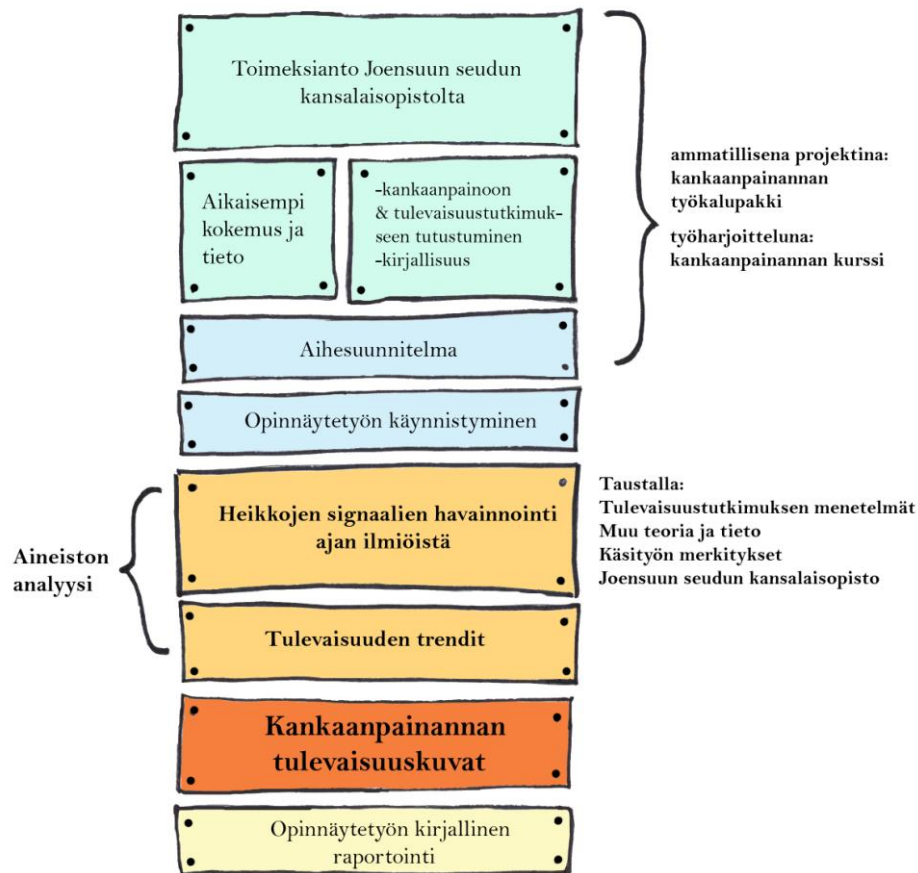 Toimeksianto Joensuun seudun
kansalaisopistolta
Aikaisempi
kokemus ja
tieto
-kankaanpainoon
& tulevaisuustutkimuk-
seen tutustuminen
-kirjallisuus
ammatillisena projektina:
kankaanpainannan
työkalupakki
työharjoitteluna:
kankaanpainannan kurssi
Aihesuunnitelma
Opinnäytetyön käynnistyminen
Aineiston
analyysi
Heikkojen signaalien havainnointi
ajan ilmiöistä
Taustalla:
Tulevaisuustutkimuksen menetelmät
Muu teoria ja tieto
Käsityön merkitykset
Joensuun seudun kansalaisopisto
Tulevaisuuden trendit
Kankaanpainannan
tulevaisuuskuvat
Opinnäytetyön kirjallinen
raportointi